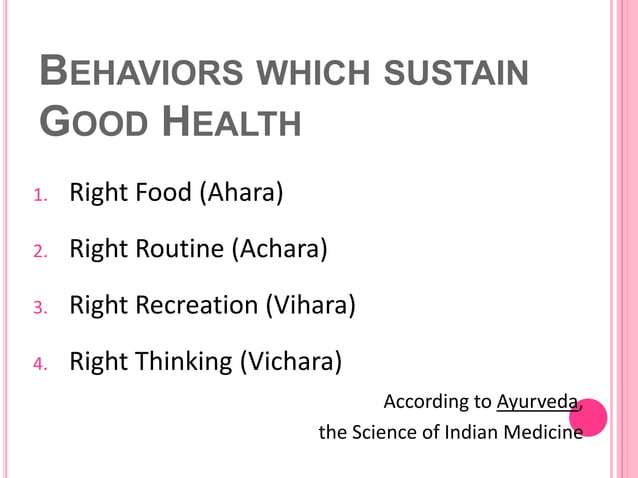 BEHAVIORS WHICH SUSTAIN
GOOD HEALTH
1. Right Food (Ahara)
2. Right Routine (Achara)
3. Right Recreation (Vihara)
4. Right Thinking (Vichara)
According to Ayurveda,
the Science of Indian Medicine